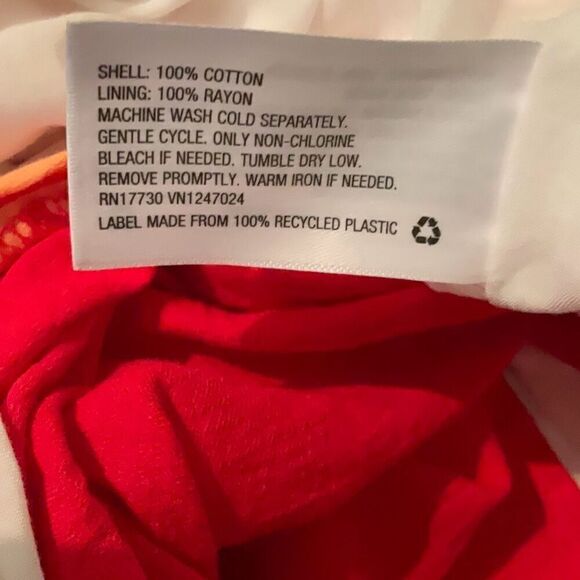 SHELL: 100% COTTON
LINING: 100% RAYON
MACHINE WASH COLD SEPARATELY.
GENTLE CYCLE. ONLY NON-CHLORINE
BLEACH IF NEEDED. TUMBLE DRY LOW.
REMOVE PROMPTLY. WARM IRON IF NEEDED.
RN17730 VN1247024
LABEL MADE FROM 100% RECYCLED PLASTIC